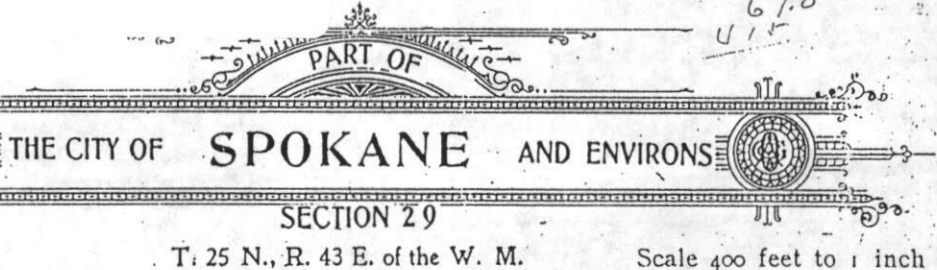 PART OF
THE CITY OF SPOKANE AND ENVIRONS
SECTION 29
T. 25 N., R. 43 E. of the W. M. Scale 400 feet to 1 inch